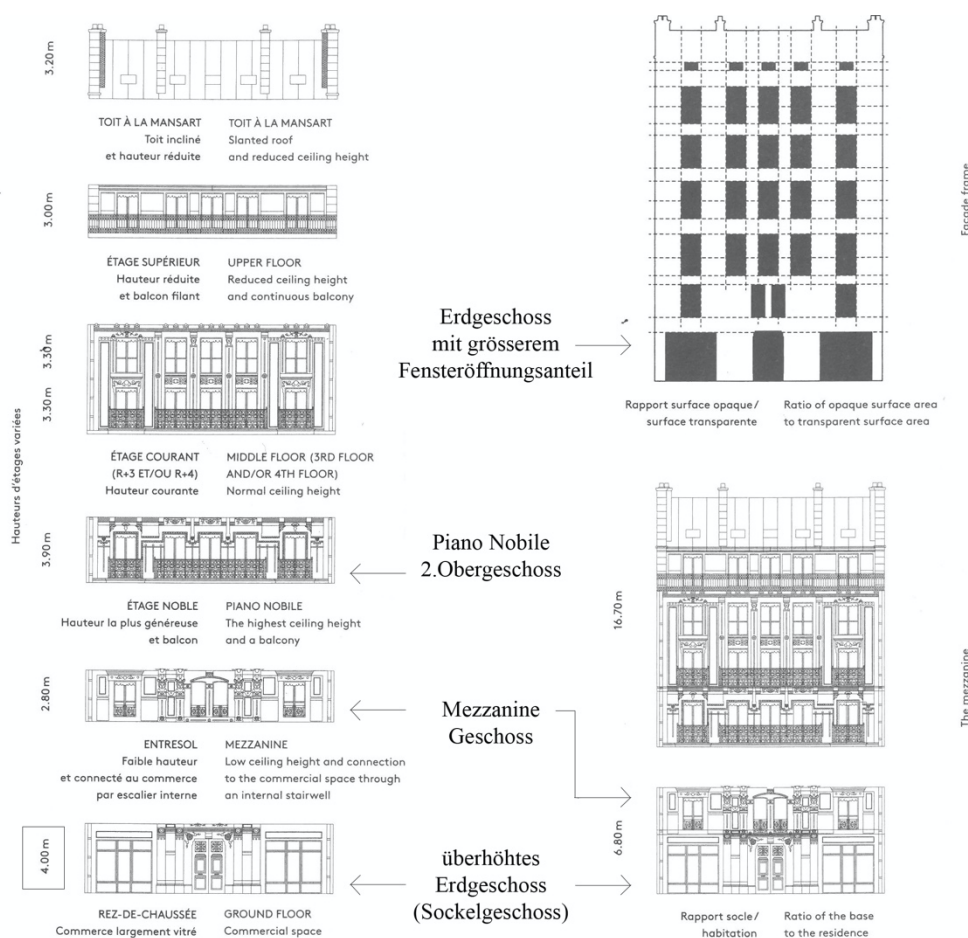 3.20 m
TOIT À LA MANSART
Toit incliné
et hauteur réduite
TOIT À LA MANSART
Slanted roof
and reduced ceiling height
3.00 m
ÉTAGE SUPÉRIEUR
Hauteur réduite
et balcon filant
UPPER FLOOR
Reduced ceiling height
and continuous balcony
Hauteurs d'étages variées
3.30 m
3.30 m
ÉTAGE COURANT
(R+3 ET/OU R+4)
Hauteur courante
MIDDLE FLOOR (3RD FLOOR
AND/OR 4TH FLOOR)
Normal ceiling height
3.90 m
ÉTAGE NOBLE
Hauteur la plus généreuse
et balcon
PIANO NOBILE
The highest ceiling height
and a balcony
2.80 m
ENTRESOL
Faible hauteur
et connecté au commerce
par escalier interne
MEZZANINE
Low ceiling height and connection
to the commercial space through
an internal stairwell
4.00 m
REZ-DE-CHAUSSÉE
Commerce largement vitré
GROUND FLOOR
Commercial space
Erdgeschoss
mit grösserem
Fensteröffnungsanteil
Piano Nobile
2.Obergeschoss
Mezzanine
Geschoss
überhöhtes
Erdgeschoss
(Sockelgeschoss)
Rapport surface opaque /
surface transparente
Ratio of opaque surface area
to transparent surface area
16.70 m
6.80 m
Rapport socle /
habitation
Ratio of the base
to the residence
Façade frame
The mezzanine